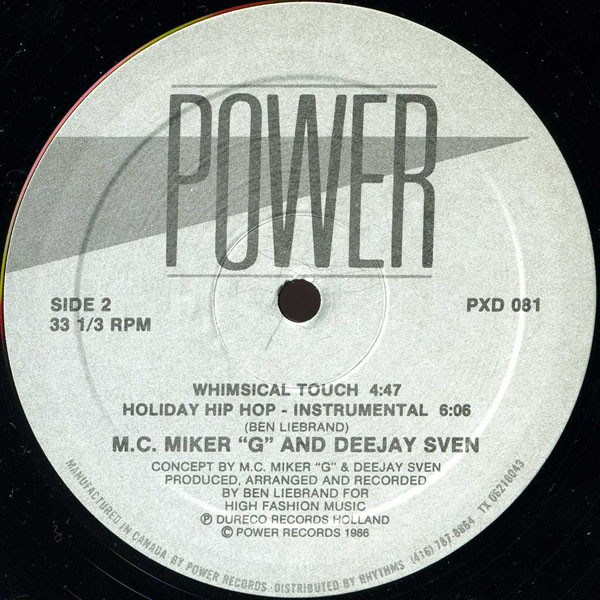 POWER
SIDE 2
33 1/3 RPM
PXD 081
WHIMSICAL TOUCH 4:47
HOLIDAY HIP HOP - INSTRUMENTAL 6:06
(BEN LIEBRAND)
M.C. MIKER "G" AND DEEJAY SVEN
CONCEPT BY M.C. MIKER "G" & DEEJAY SVEN
PRODUCED, ARRANGED AND RECORDED
BY BEN LIEBRAND FOR
HIGH FASHION MUSIC
Ⓟ DURECO RECORDS HOLLAND
© POWER RECORDS 1986
MANUFACTURED IN CANADA BY POWER RECORDS · DISTRIBUTED BY RHYTHMS (416) 787-8864 TX 06218043